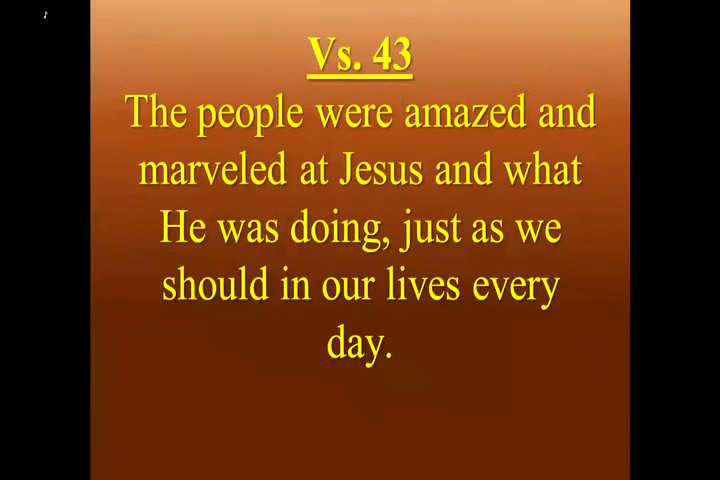 Vs. 43
The people were amazed and
marveled at Jesus and what
He was doing, just as we
should in our lives every
day.